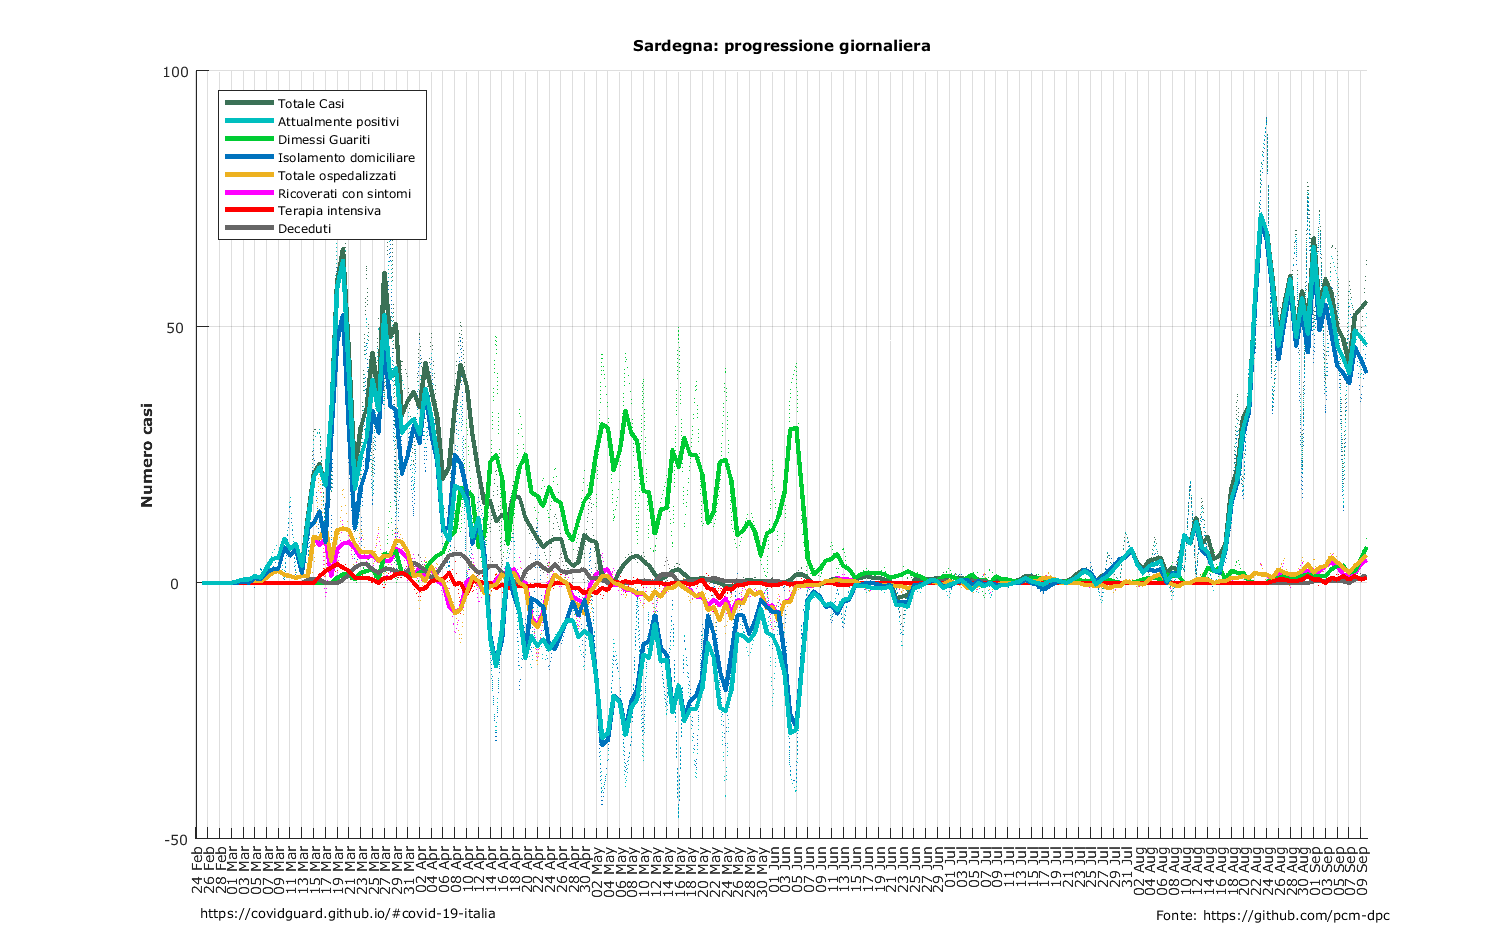 Sardegna: progressione giornaliera
100
50
0
-50
Numero casi
Totale Casi
Attualmente positivi
Dimessi Guariti
Isolamento domiciliare
Totale ospedalizzati
Ricoverati con sintomi
Terapia intensiva
Deceduti
24 Feb
26 Feb
28 Feb
01 Mar
03 Mar
05 Mar
07 Mar
09 Mar
11 Mar
13 Mar
15 Mar
17 Mar
19 Mar
21 Mar
23 Mar
25 Mar
27 Mar
29 Mar
31 Mar
02 Apr
04 Apr
06 Apr
08 Apr
10 Apr
12 Apr
14 Apr
16 Apr
18 Apr
20 Apr
22 Apr
24 Apr
26 Apr
28 Apr
30 Apr
02 May
04 May
06 May
08 May
10 May
12 May
14 May
16 May
18 May
20 May
22 May
24 May
26 May
28 May
30 May
01 Jun
03 Jun
05 Jun
07 Jun
09 Jun
11 Jun
13 Jun
15 Jun
17 Jun
19 Jun
21 Jun
23 Jun
25 Jun
27 Jun
29 Jun
01 Jul
03 Jul
05 Jul
07 Jul
09 Jul
11 Jul
13 Jul
15 Jul
17 Jul
19 Jul
21 Jul
23 Jul
25 Jul
27 Jul
29 Jul
31 Jul
02 Aug
04 Aug
06 Aug
08 Aug
10 Aug
12 Aug
14 Aug
16 Aug
18 Aug
20 Aug
22 Aug
24 Aug
26 Aug
28 Aug
30 Aug
01 Sep
03 Sep
05 Sep
07 Sep
09 Sep
https://covidguard.github.io/#covid-19-italia
Fonte: https://github.com/pcm-dpc